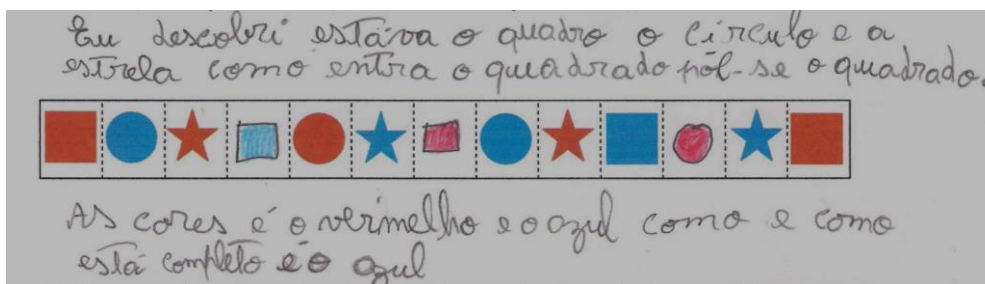 Eu descobri estáva o quadro o círculo e a
estrela como entra o quadrado pôl-se o quadrado.
As cores é o vermelho e o azul como e como
está completo é o azul